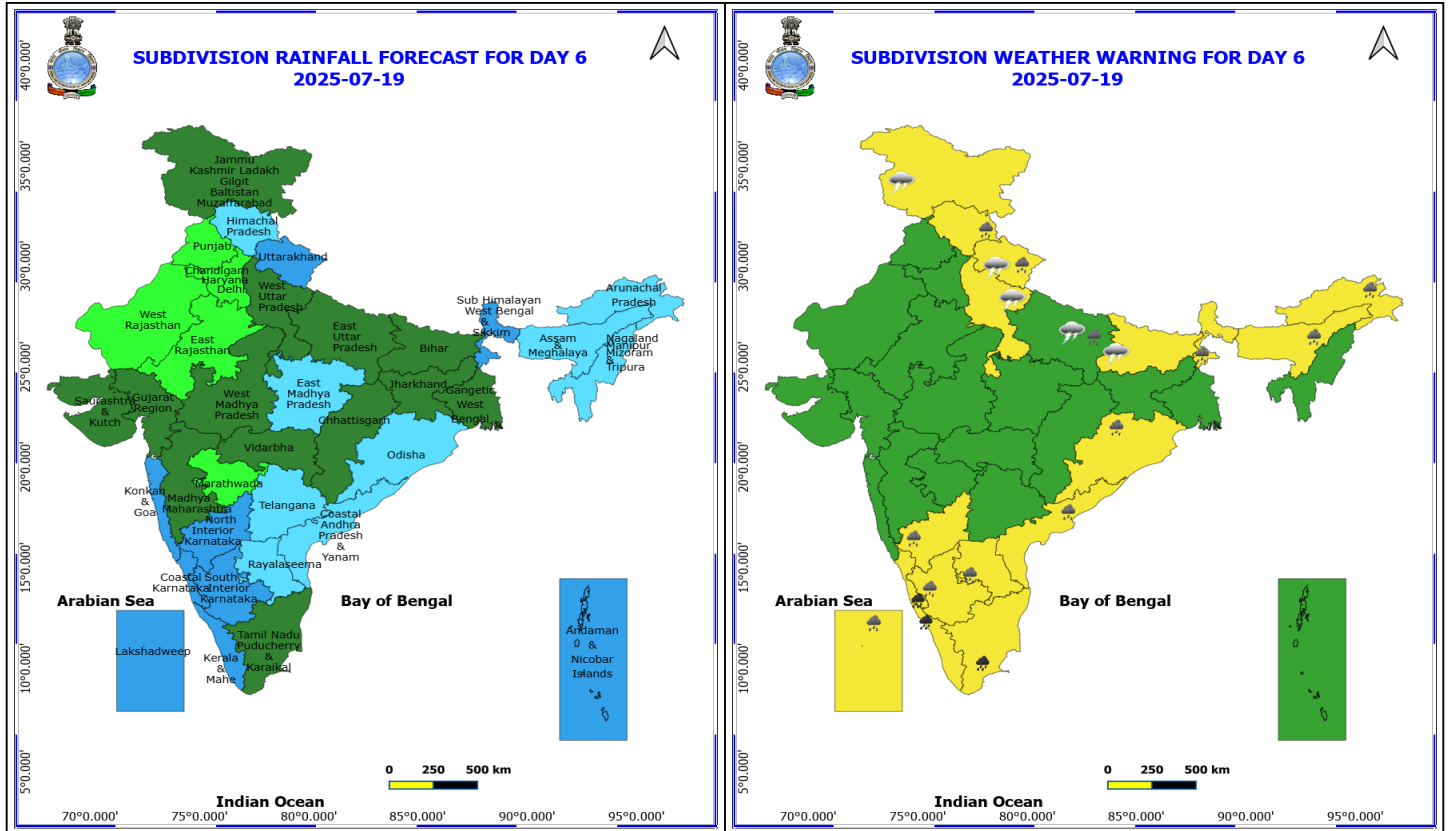 SUBDIVISION RAINFALL FORECAST FOR DAY 6
2025-07-19
40°0.000'
35°0.000'
30°0.000'
25°0.000'
20°0.000'
15°0.000'
10°0.000'
5°0.000'
Jammu
Kashmir Ladakh
Gilgit
Baltistan
Muzaffarabad
Himachal
Pradesh
Punjab
Uttarakhand
Chandigarh
Haryana
Delhi
West
Uttar
Pradesh
West
Rajasthan
East
Rajasthan
East
Uttar
Pradesh
Bihar
Sub Himalayan
West Bengal
&
Sikkim
Arunachal
Pradesh
Assam
&
Meghalaya
Nagaland
Manipur
Mizoram
&
Tripura
Saurashtra
&
Kutch
Gujarat
Region
West
Madhya
Pradesh
East
Madhya
Pradesh
Jharkhand
Gangetic
West
Bengal
Chhattisgarh
Vidarbha
Odisha
Konkan
&
Goa
Madhya
Maharashtra
Marathwada
Telangana
North
Interior
Karnataka
Coastal
Andhra
Pradesh
&
Yanam
Rayalaseema
Coastal
Karnataka
South
Interior
Karnataka
Tamil Nadu
Puducherry
&
Karaikal
Kerala
&
Mahe
Lakshadweep
Andaman
&
Nicobar
Islands
Arabian Sea
Bay of Bengal
Indian Ocean
0 250 500 km
70°0.000' 75°0.000' 80°0.000' 85°0.000' 90°0.000' 95°0.000'
SUBDIVISION WEATHER WARNING FOR DAY 6
2025-07-19
40°0.000'
35°0.000'
30°0.000'
25°0.000'
20°0.000'
15°0.000'
10°0.000'
5°0.000'
Arabian Sea
Bay of Bengal
Indian Ocean
0 250 500 km
70°0.000' 75°0.000' 80°0.000' 85°0.000' 90°0.000' 95°0.000'